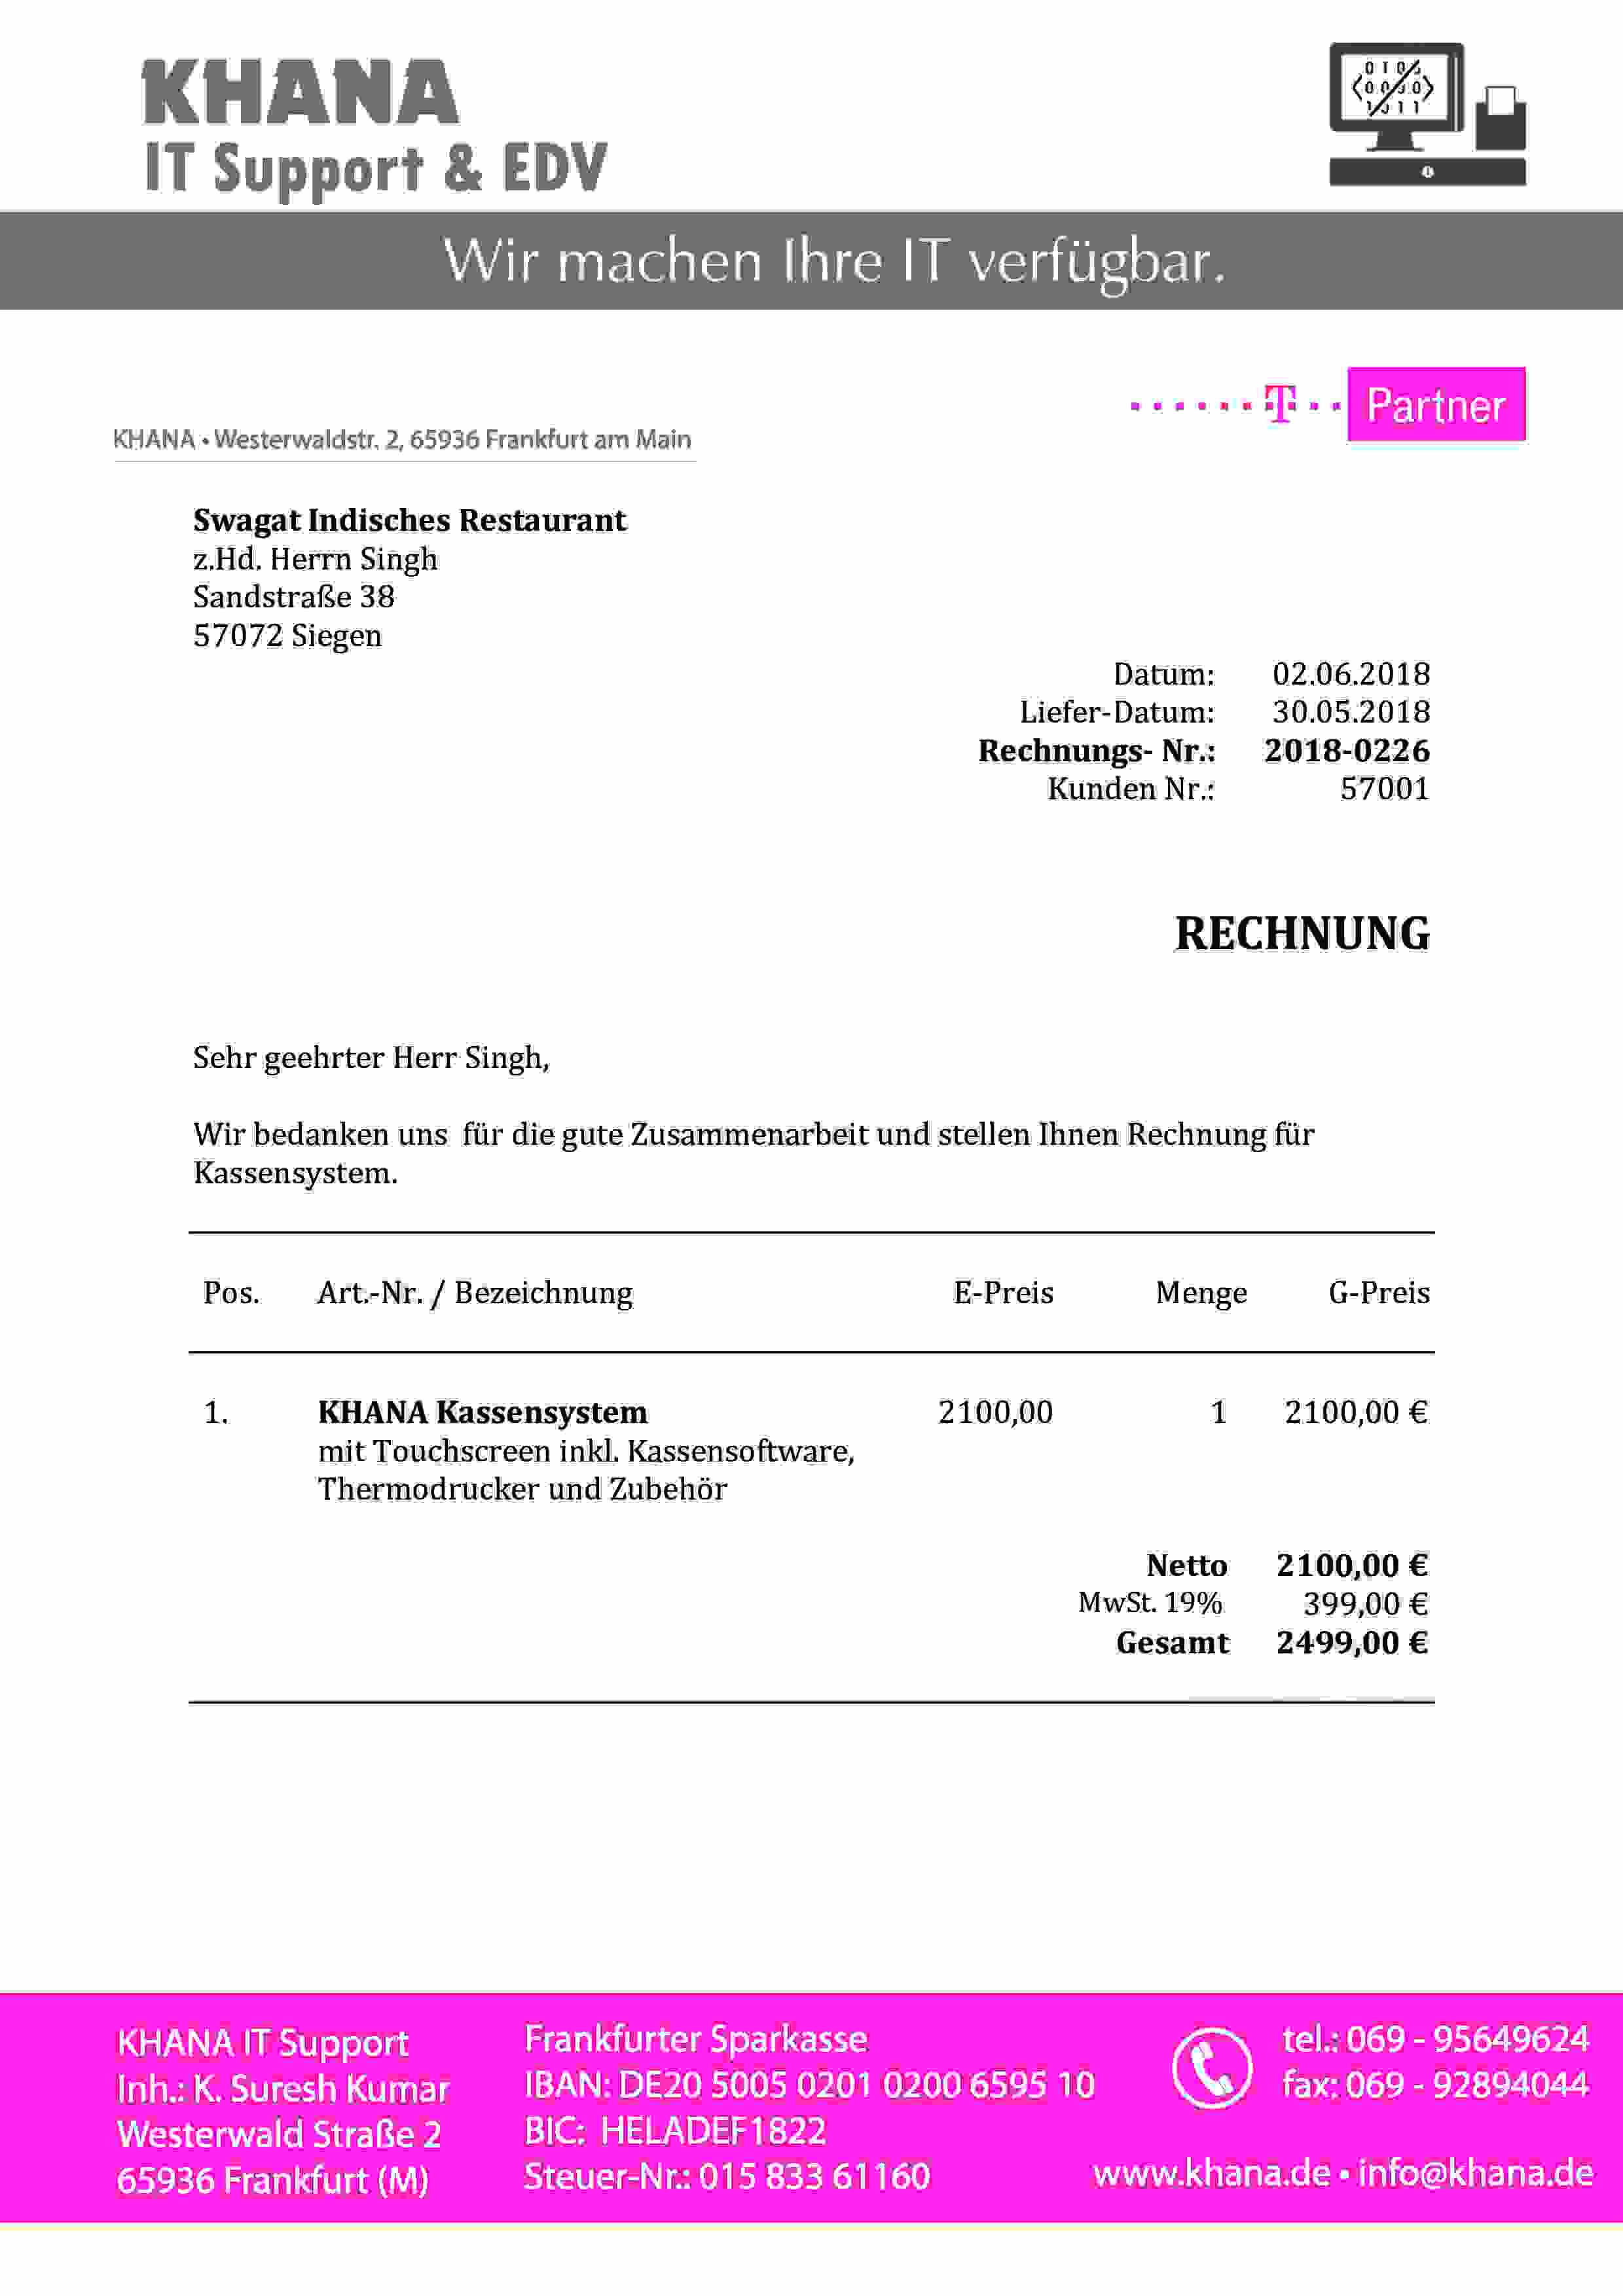 KHANA
IT Support & EDV
Wir machen Ihre IT verfügbar.
T Partner
KHANA • Westerwaldstr. 2, 65936 Frankfurt am Main
Swagat Indisches Restaurant
z.Hd. Herrn Singh
Sandstraße 38
57072 Siegen
Datum: 02.06.2018
Liefer-Datum: 30.05.2018
Rechnungs- Nr.: 2018-0226
Kunden Nr.: 57001
RECHNUNG
Sehr geehrter Herr Singh,
Wir bedanken uns für die gute Zusammenarbeit und stellen Ihnen Rechnung für
Kassensystem.
Pos. Art.-Nr. / Bezeichnung E-Preis Menge G-Preis
1. KHANA Kassensystem 2100,00 1 2100,00 €
mit Touchscreen inkl. Kassensoftware,
Thermodrucker und Zubehör
Netto 2100,00 €
MwSt. 19% 399,00 €
Gesamt 2499,00 €
KHANA IT Support
Inh.: K. Suresh Kumar
Westerwald Straße 2
65936 Frankfurt (M)
Frankfurter Sparkasse
IBAN: DE20 5005 0201 0200 6595 10
BIC: HELADEF1822
Steuer-Nr.: 015 833 61160
tel.: 069 - 95649624
fax: 069 - 92894044
www.khana.de • info@khana.de